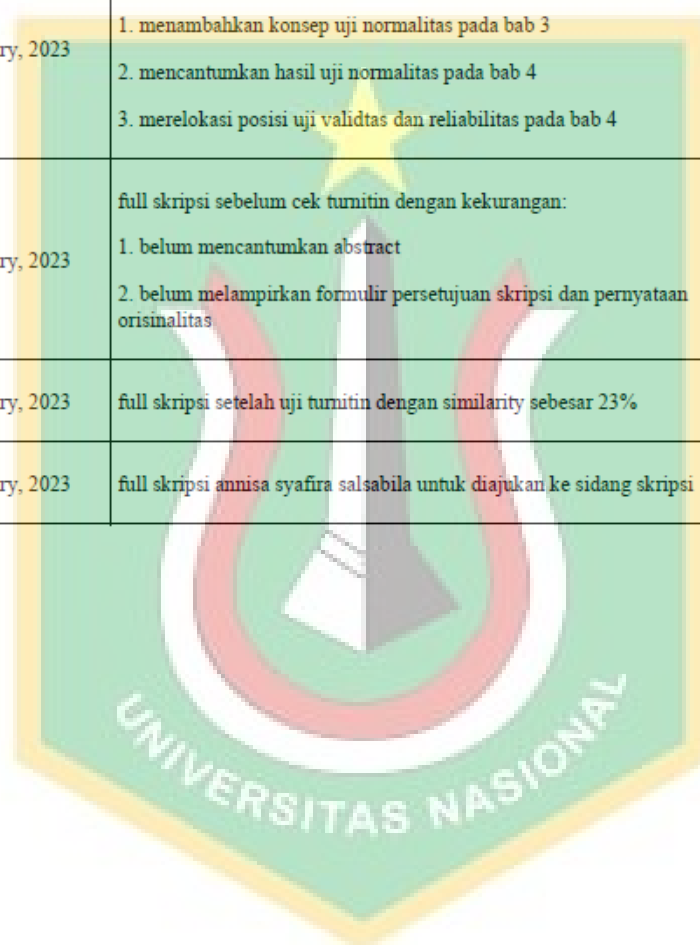 1. menambahkan konsep uji normalitas pada bab 3
ry, 2023
2. mencantumkan hasil uji normalitas pada bab 4
3. merelokasi posisi uji validtas dan reliabilitas pada bab 4
full skripsi sebelum cek turnitin dengan kekurangan:
ry, 2023
1. belum mencantumkan abstract
2. belum melampirkan formulir persetujuan skripsi dan pernyataan
orisinalitas
ry, 2023 full skripsi setelah uji turnitin dengan similarity sebesar 23%
ry, 2023 full skripsi annisa syafira salsabila untuk diajukan ke sidang skripsi
UNIVERSITAS NASIONAL